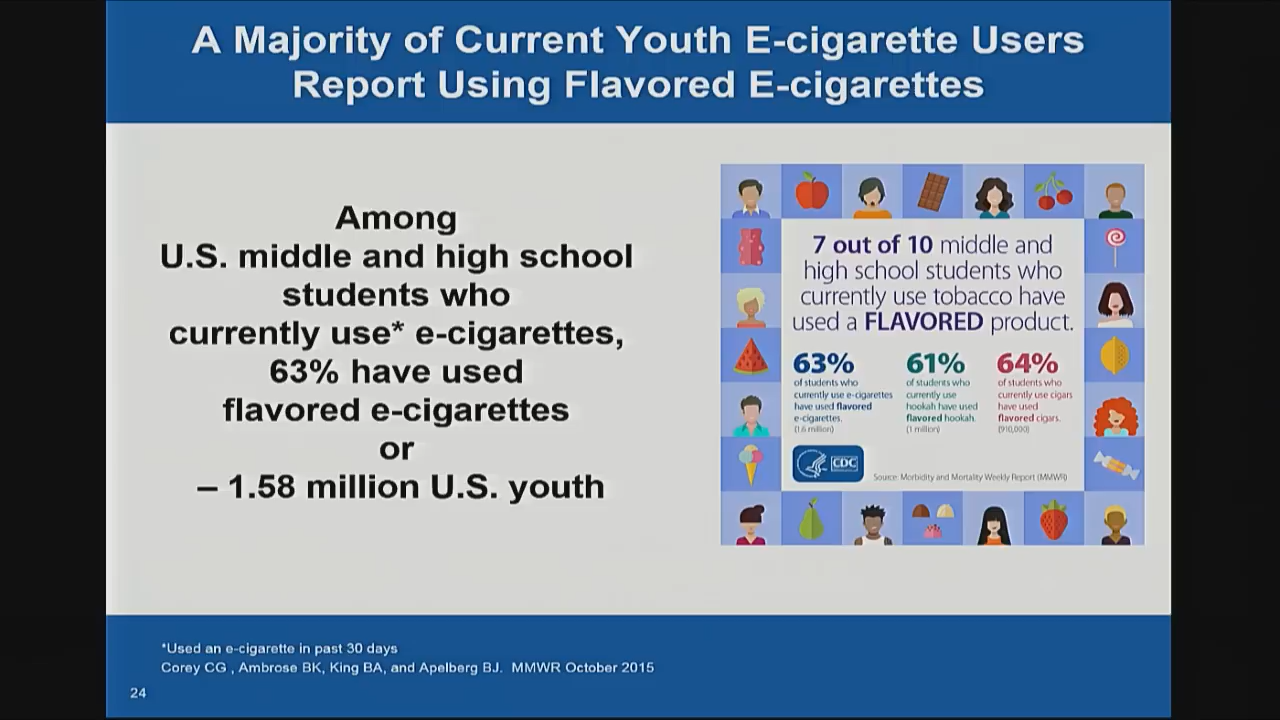 A Majority of Current Youth E-cigarette Users
Report Using Flavored E-cigarettes
Among
U.S. middle and high school
students who
currently use* e-cigarettes,
63% have used
flavored e-cigarettes
or
– 1.58 million U.S. youth
7 out of 10 middle and
high school students who
currently use tobacco have
used a FLAVORED product.
63%
of students who
currently use e-cigarettes
have used flavored
e-cigarettes.
(1.6 million)
61%
of students who
currently use
hookah have used
flavored hookah.
(1 million)
64%
of students who
currently use cigars
have used
flavored cigars.
(910,000)
CDC
Source: Morbidity and Mortality Weekly Report (MMWR)
*Used an e-cigarette in past 30 days
Corey CG , Ambrose BK, King BA, and Apelberg BJ. MMWR October 2015
24